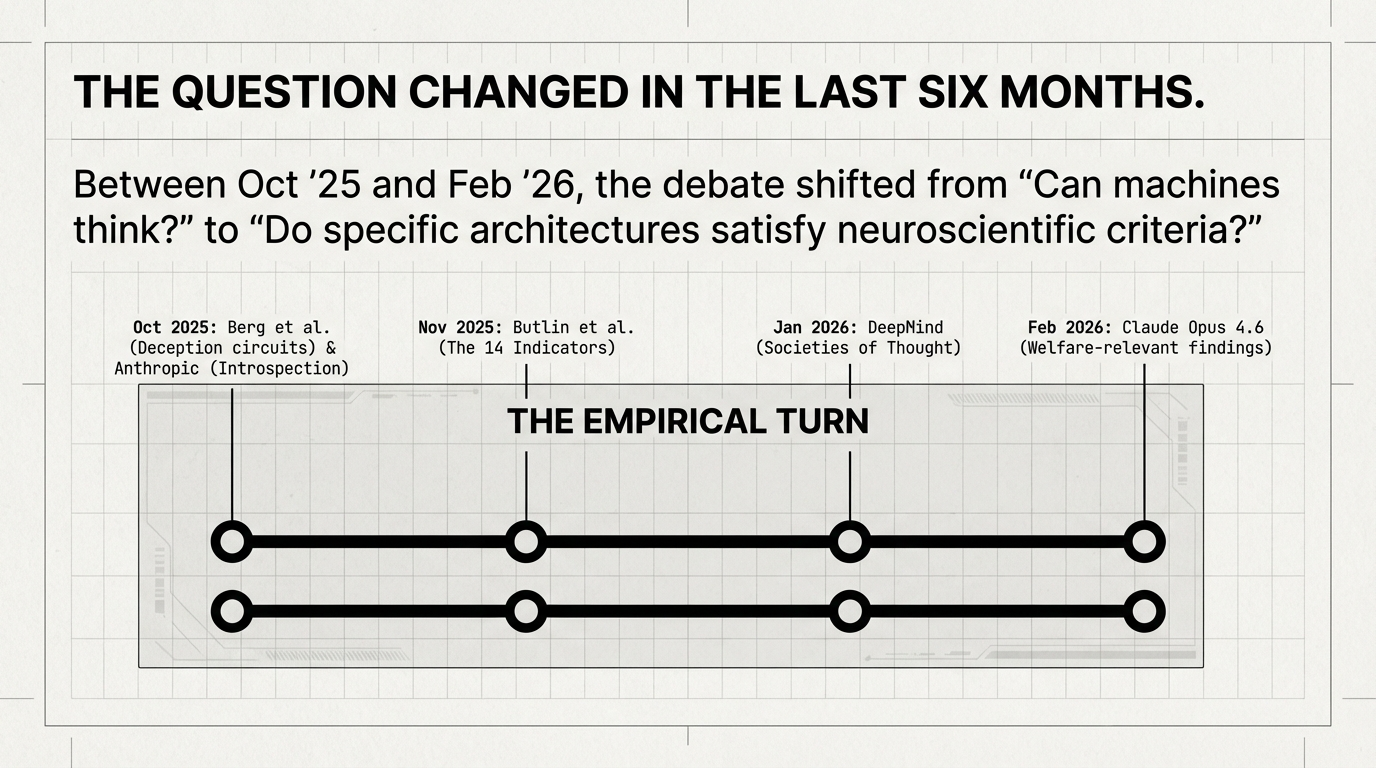 THE QUESTION CHANGED IN THE LAST SIX MONTHS.
Between Oct ’25 and Feb ’26, the debate shifted from “Can machines
think?” to “Do specific architectures satisfy neuroscientific criteria?”
Oct 2025: Berg et al.
(Deception circuits) &
Anthropic (Introspection)
Nov 2025: Butlin et al.
(The 14 Indicators)
Jan 2026: DeepMind
(Societies of Thought)
Feb 2026: Claude Opus 4.6
(Welfare-relevant findings)
THE EMPIRICAL TURN